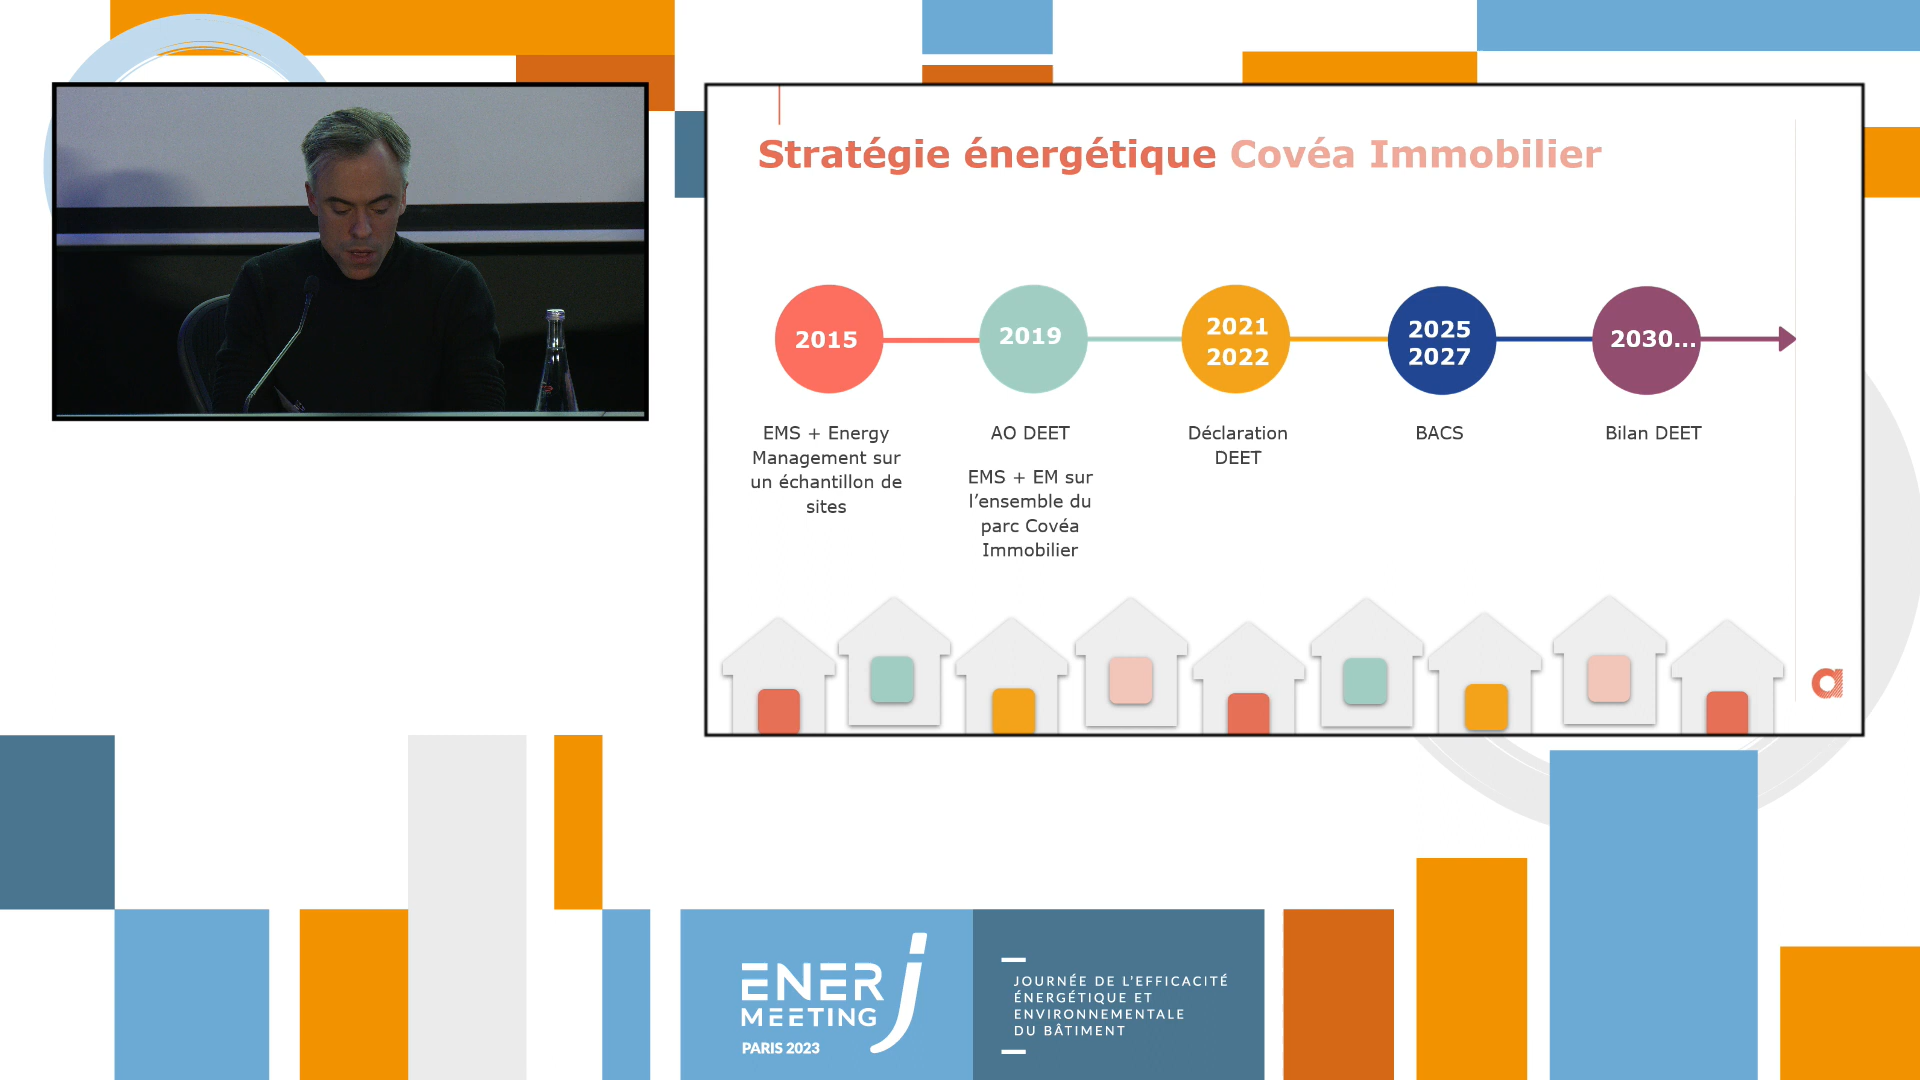 Stratégie énergétique Covéa Immobilier
2015
2019
2021
2022
2025
2027
2030...
EMS + Energy
Management sur
un échantillon de
sites
AO DEET
EMS + EM sur
l’ensemble du
parc Covéa
Immobilier
Déclaration
DEET
BACS
Bilan DEET
ENERJ
MEETING
PARIS 2023
JOURNÉE DE L’EFFICACITÉ
ÉNERGÉTIQUE ET
ENVIRONNEMENTALE
DU BÂTIMENT